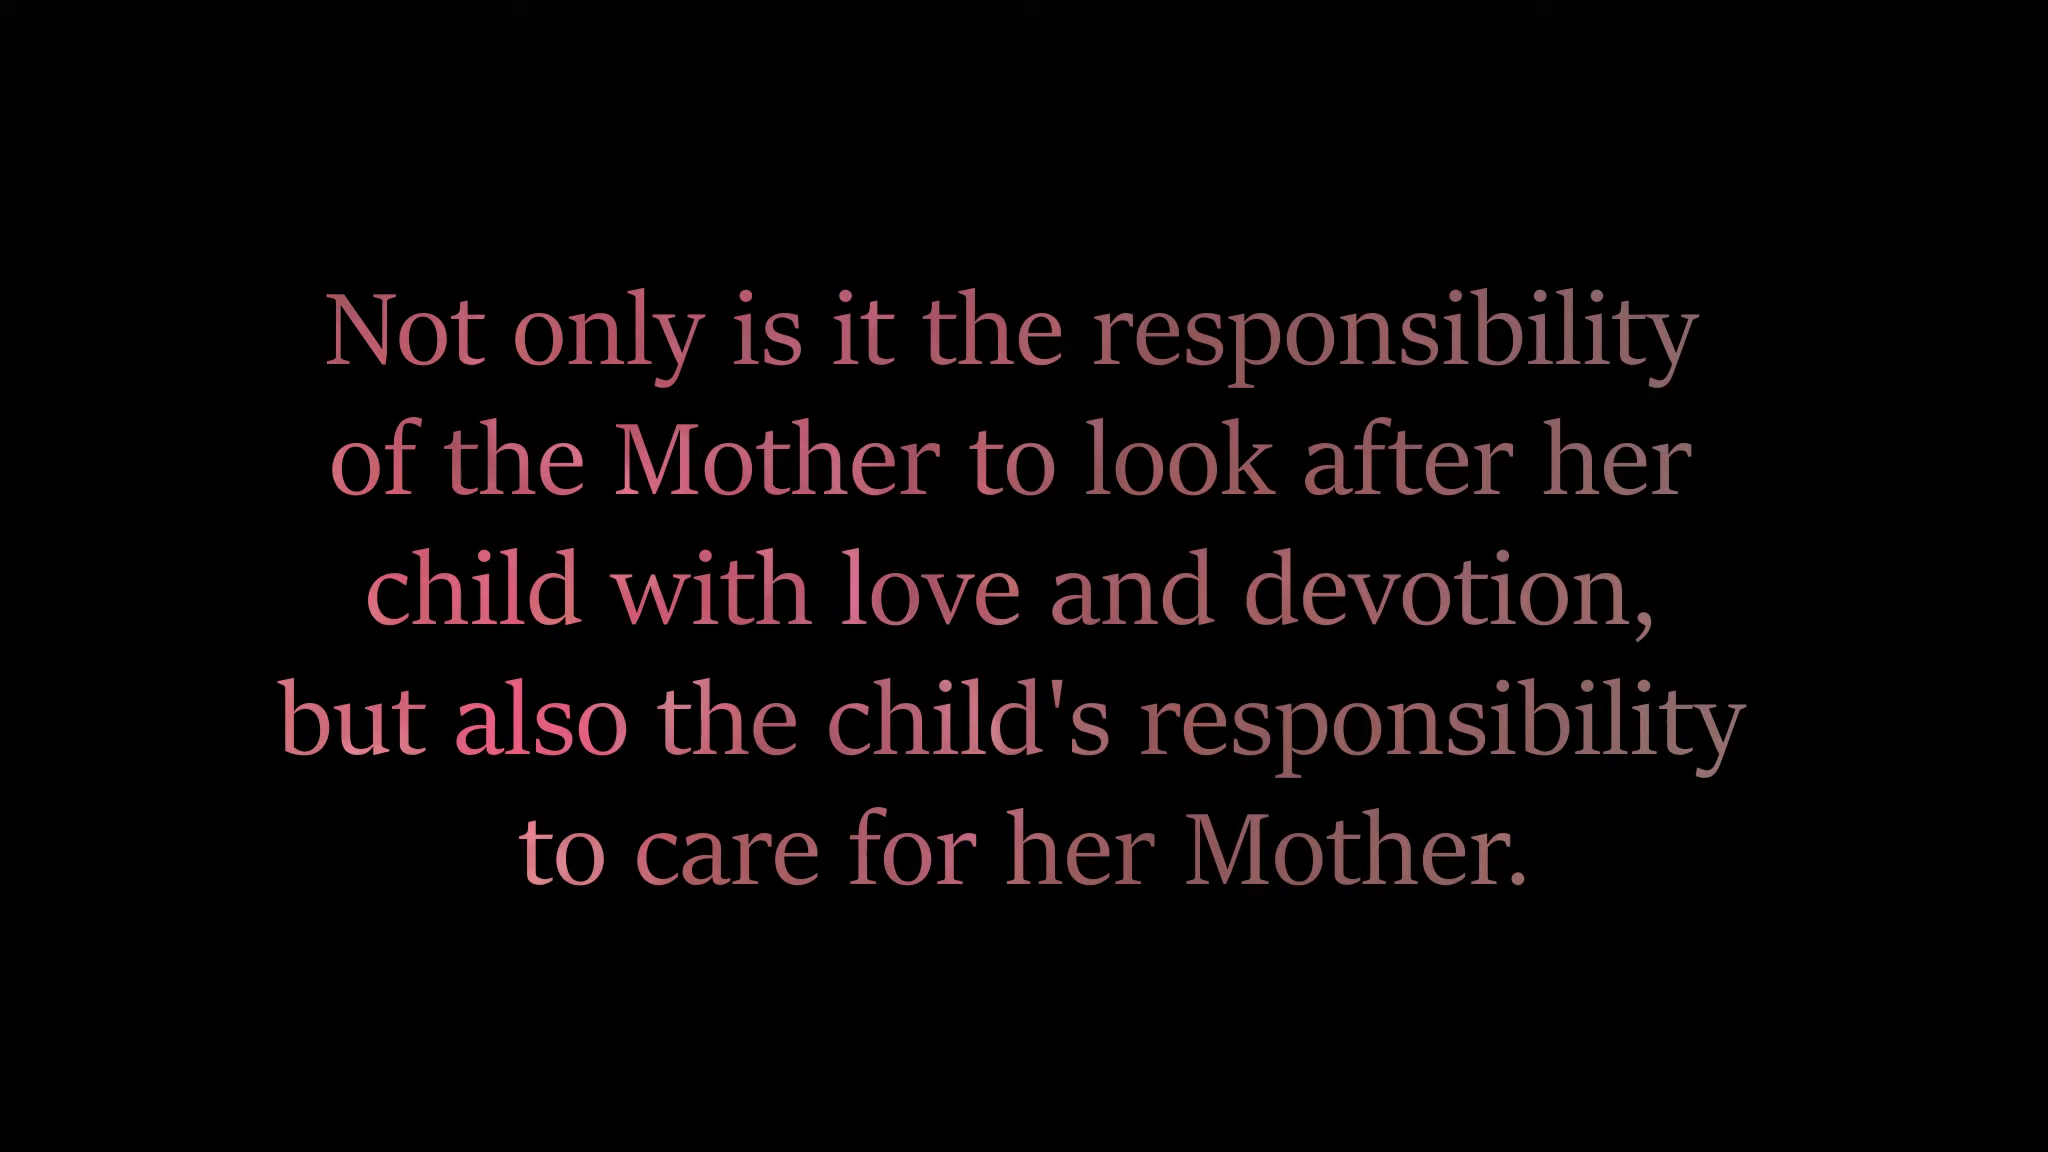 Not only is it the responsibility
of the Mother to look after her
child with love and devotion,
but also the child's responsibility
to care for her Mother.